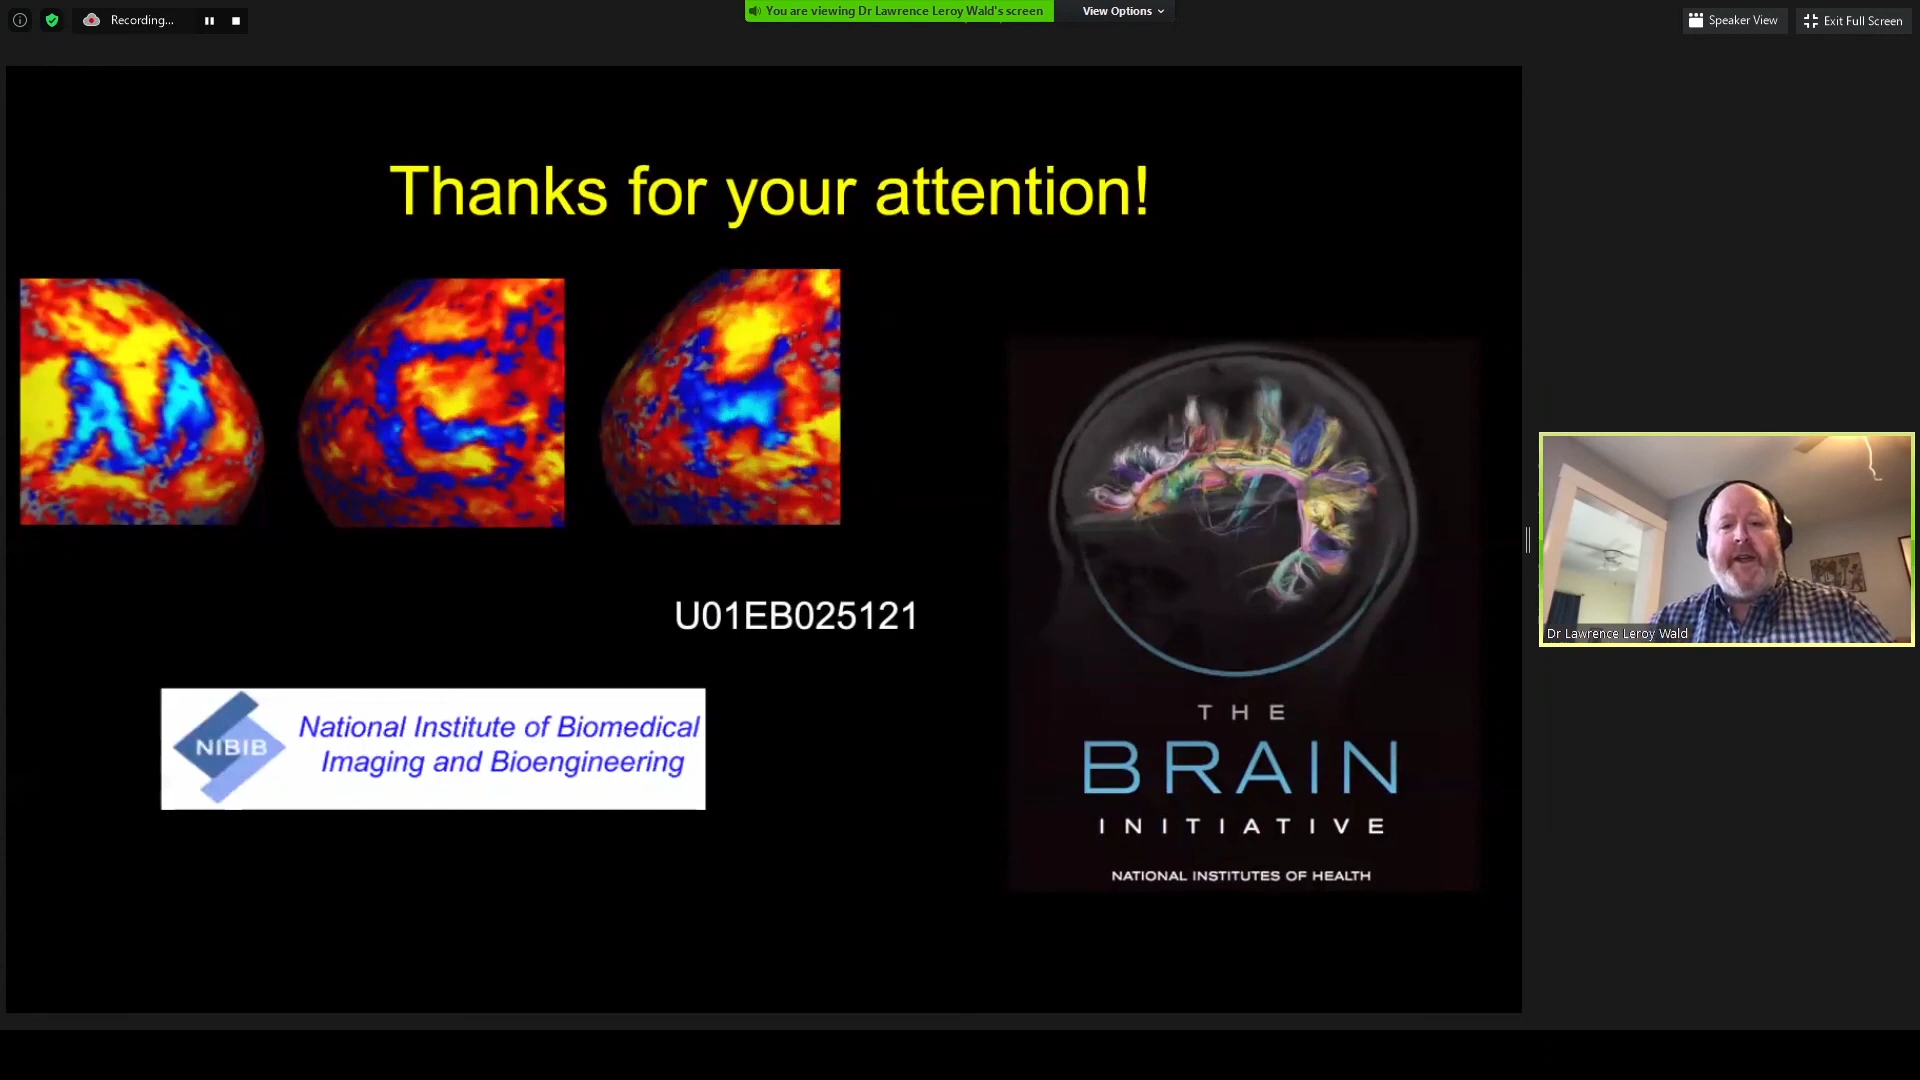 Recording...
You are viewing Dr Lawrence Leroy Wald's screen
View Options
Speaker View
Exit Full Screen
Thanks for your attention!
M G H
U01EB025121
NIBIB
National Institute of Biomedical
Imaging and Bioengineering
THE
BRAIN
INITIATIVE
NATIONAL INSTITUTES OF HEALTH
Dr Lawrence Leroy Wald